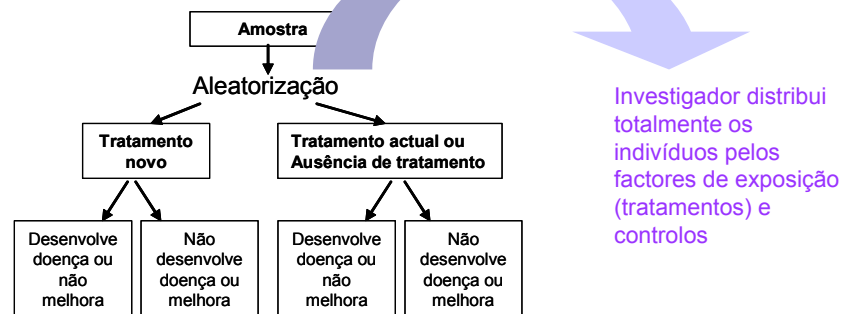 Amostra
Aleatorização
Tratamento
novo
Tratamento actual ou
Ausência de tratamento
Desenvolve
doença ou
não
melhora
Não
desenvolve
doença ou
melhora
Desenvolve
doença ou
não
melhora
Não
desenvolve
doença ou
melhora
Investigador distribui
totalmente os
indivíduos pelos
factores de exposição
(tratamentos) e
controlos